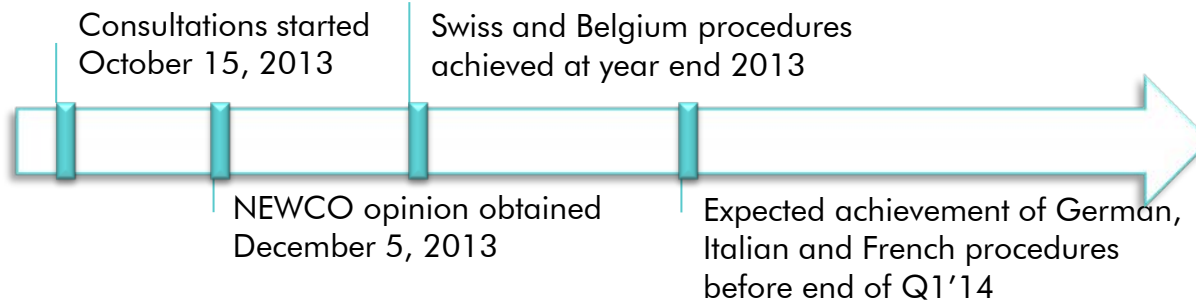 Consultations started
October 15, 2013
Swiss and Belgium procedures
achieved at year end 2013
NEWCO opinion obtained
December 5, 2013
Expected achievement of German,
Italian and French procedures
before end of Q1’14